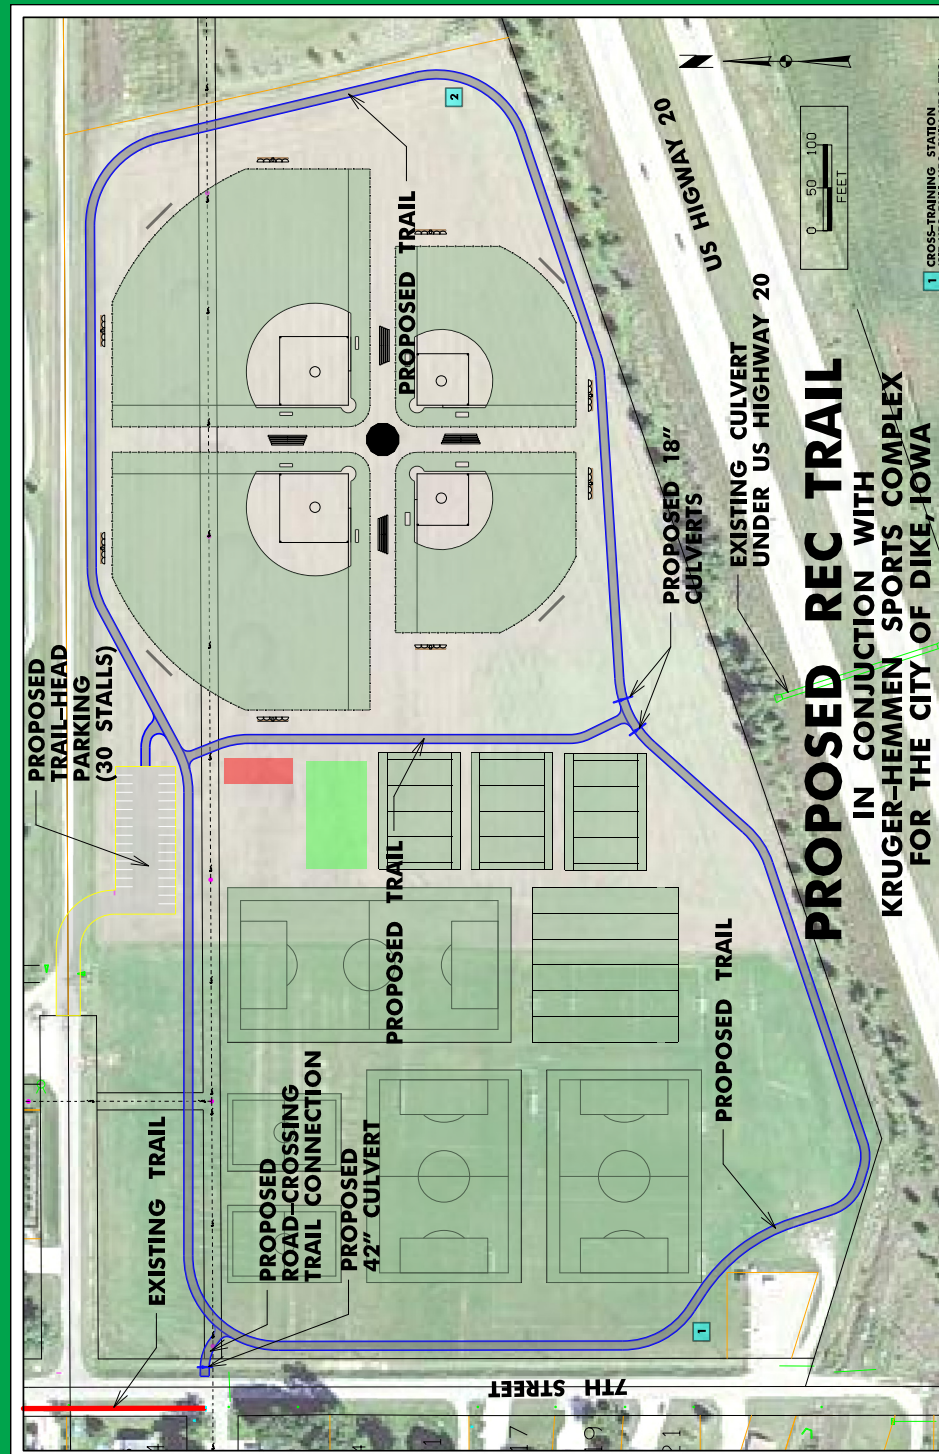 PROPOSED REC TRAIL
IN CONJUCTION WITH
KRUGER-HEMMEN SPORTS COMPLEX
FOR THE CITY OF DIKE, IOWA
PROPOSED
TRAIL-HEAD
PARKING
(30 STALLS)
PROPOSED TRAIL
2
N
US HIGWAY 20
0 50 100
FEET
1 CROSS-TRAINING STATION
PROPOSED 18"
CULVERTS
EXISTING CULVERT
UNDER US HIGHWAY 20
PROPOSED TRAIL
PROPOSED TRAIL
EXISTING TRAIL
PROPOSED
ROAD-CROSSING
TRAIL CONNECTION
PROPOSED
42" CULVERT
1
7TH STREET
17